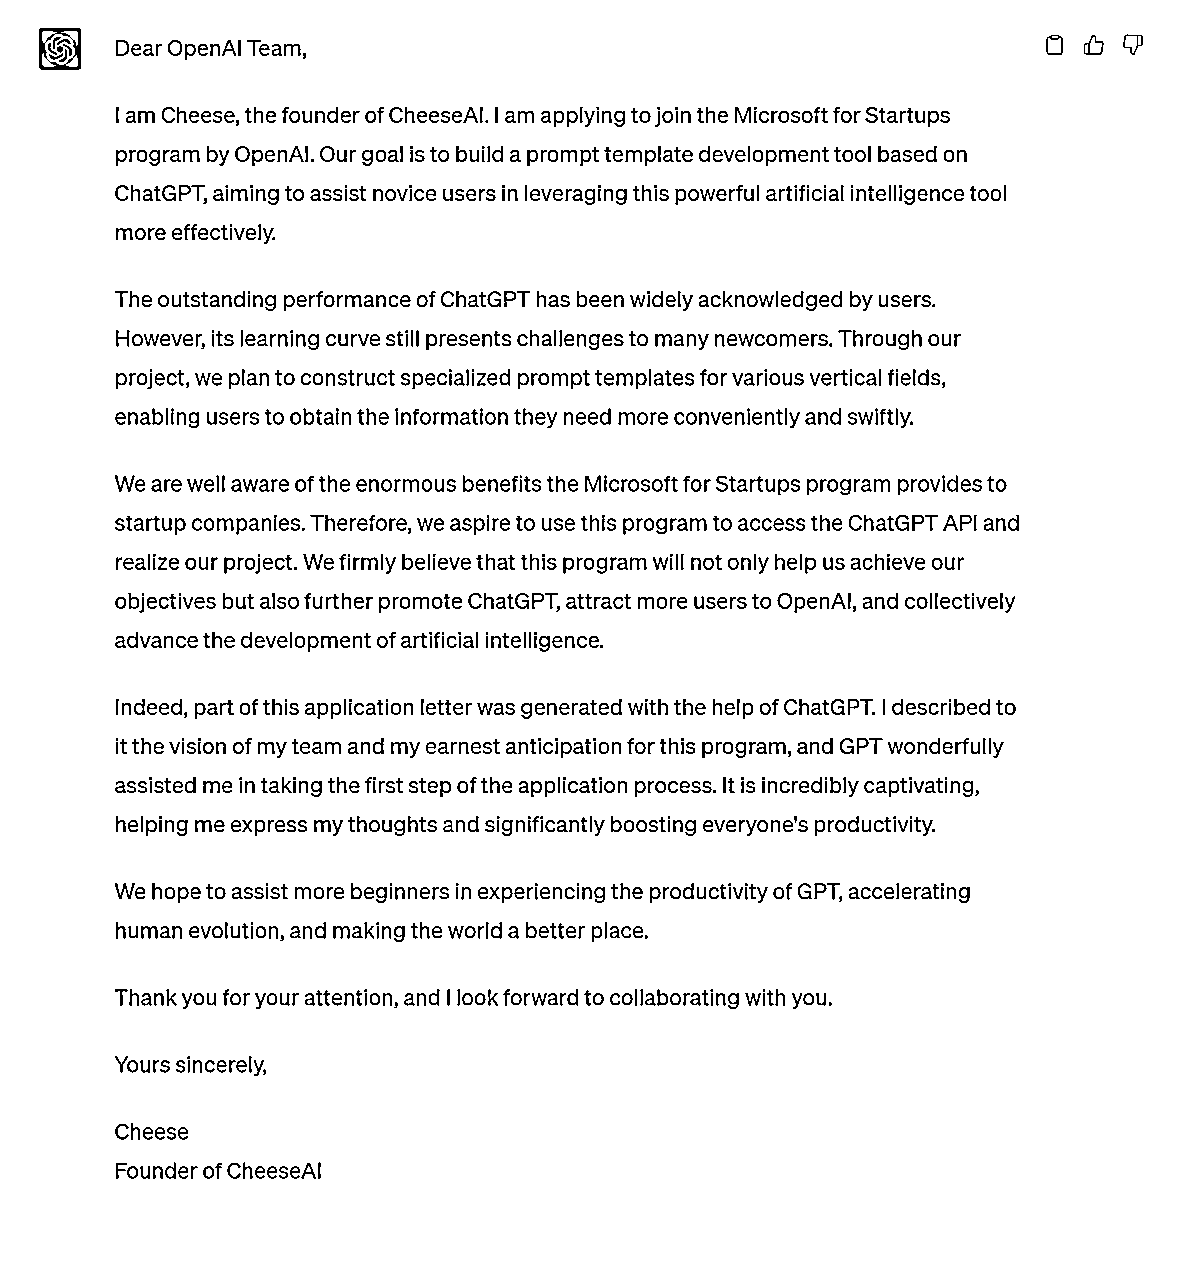 Dear OpenAI Team,
I am Cheese, the founder of CheeseAI. I am applying to join the Microsoft for Startups
program by OpenAI. Our goal is to build a prompt template development tool based on
ChatGPT, aiming to assist novice users in leveraging this powerful artificial intelligence tool
more effectively.
The outstanding performance of ChatGPT has been widely acknowledged by users.
However, its learning curve still presents challenges to many newcomers. Through our
project, we plan to construct specialized prompt templates for various vertical fields,
enabling users to obtain the information they need more conveniently and swiftly.
We are well aware of the enormous benefits the Microsoft for Startups program provides to
startup companies. Therefore, we aspire to use this program to access the ChatGPT API and
realize our project. We firmly believe that this program will not only help us achieve our
objectives but also further promote ChatGPT, attract more users to OpenAI, and collectively
advance the development of artificial intelligence.
Indeed, part of this application letter was generated with the help of ChatGPT. I described to
it the vision of my team and my earnest anticipation for this program, and GPT wonderfully
assisted me in taking the first step of the application process. It is incredibly captivating,
helping me express my thoughts and significantly boosting everyone's productivity.
We hope to assist more beginners in experiencing the productivity of GPT, accelerating
human evolution, and making the world a better place.
Thank you for your attention, and I look forward to collaborating with you.
Yours sincerely,
Cheese
Founder of CheeseAI